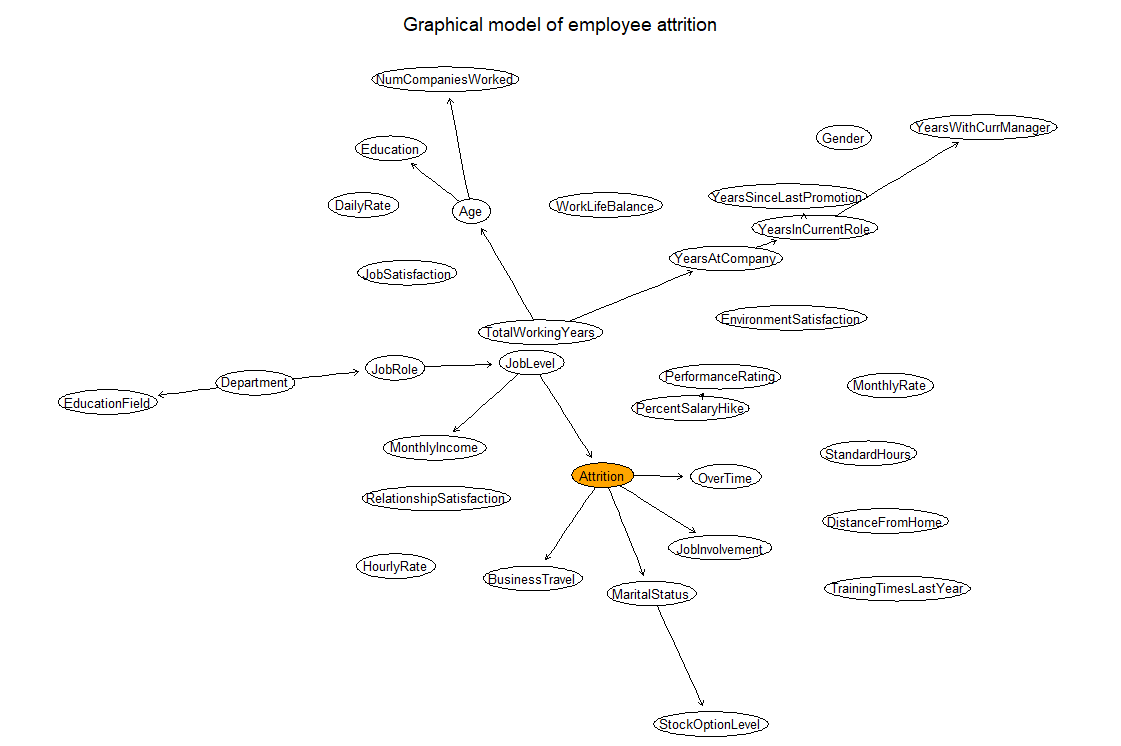 Graphical model of employee attrition
NumCompaniesWorked
YearsWithCurrManager
Gender
Education
YearsSinceLastPromotion
DailyRate
WorkLifeBalance
Age
YearsInCurrentRole
YearsAtCompany
JobSatisfaction
EnvironmentSatisfaction
TotalWorkingYears
JobLevel
JobRole
PerformanceRating
Department
MonthlyRate
EducationField
PercentSalaryHike
MonthlyIncome
StandardHours
Attrition
OverTime
RelationshipSatisfaction
DistanceFromHome
JobInvolvement
HourlyRate
BusinessTravel
TrainingTimesLastYear
MaritalStatus
StockOptionLevel